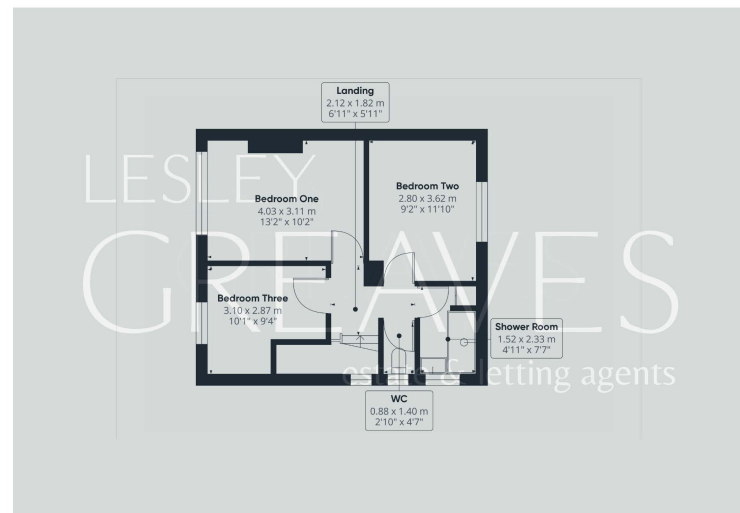 Landing
2.12 x 1.82 m
6'11" x 5'11"
LESLEY
GREAVES
estate & letting agents
Bedroom One
4.03 x 3.11 m
13'2" x 10'2"
Bedroom Two
2.80 x 3.62 m
9'2" x 11'10"
Bedroom Three
3.10 x 2.87 m
10'1" x 9'4"
Shower Room
1.52 x 2.33 m
4'11" x 7'7"
WC
0.88 x 1.40 m
2'10" x 4'7"